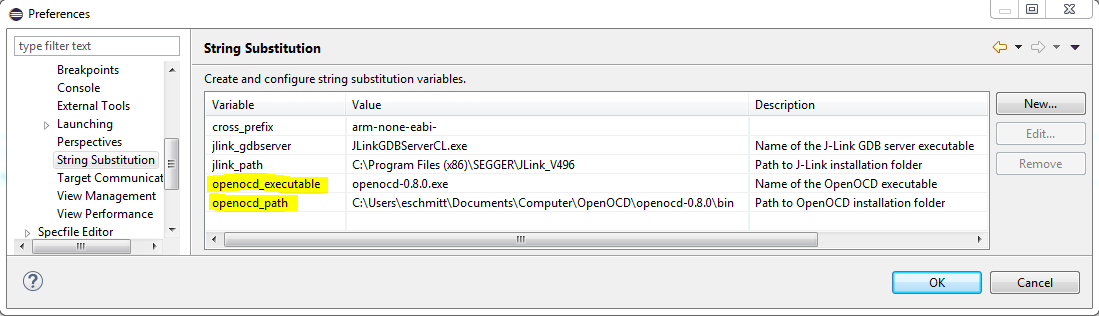 Preferences
type filter text
Breakpoints
Console
External Tools
Launching
Perspectives
String Substitution
Target Communicat
View Management
View Performance
Specfile Editor
String Substitution
Create and configure string substitution variables.
Variable Value Description
cross_prefix arm-none-eabi-
jlink_gdbserver JLinkGDBServerCL.exe Name of the J-Link GDB server executable
jlink_path C:\Program Files (x86)\SEGGER\JLink_V496 Path to J-Link installation folder
openocd_executable openocd-0.8.0.exe Name of the OpenOCD executable
openocd_path C:\Users\eschmitt\Documents\Computer\OpenOCD\openocd-0.8.0\bin Path to OpenOCD installation folder
New...
Edit...
Remove
?
OK Cancel